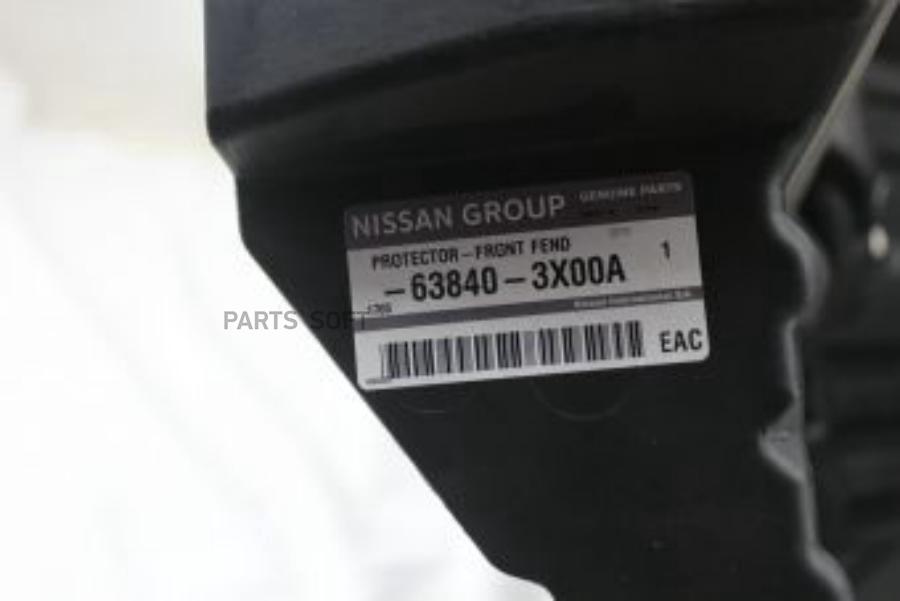 NISSAN GROUP GENUINE PARTS
PROTECTOR-FRONT FEND 1
-63840-3X00A
EAC
PARTS SOFT